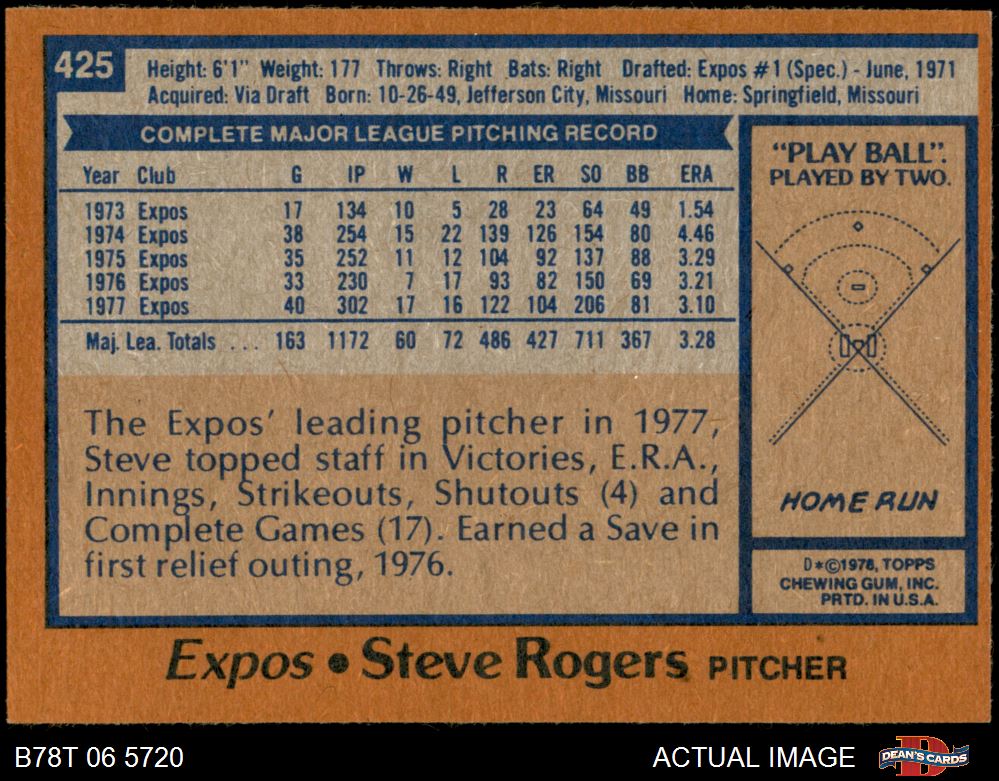 425
Height: 6'1" Weight: 177 Throws: Right Bats: Right Drafted: Expos #1 (Spec.) - June, 1971
Acquired: Via Draft Born: 10-26-49, Jefferson City, Missouri Home: Springfield, Missouri
COMPLETE MAJOR LEAGUE PITCHING RECORD
Year Club G IP W L R ER SO BB ERA
1973 Expos 17 134 10 5 28 23 64 49 1.54
1974 Expos 38 254 15 22 139 126 154 80 4.46
1975 Expos 35 252 11 12 104 92 137 88 3.29
1976 Expos 33 230 7 17 93 82 150 69 3.21
1977 Expos 40 302 17 16 122 104 206 81 3.10
Maj. Lea. Totals . . . 163 1172 60 72 486 427 711 367 3.28
The Expos' leading pitcher in 1977,
Steve topped staff in Victories, E.R.A.,
Innings, Strikeouts, Shutouts (4) and
Complete Games (17). Earned a Save in
first relief outing, 1976.
"PLAY BALL".
PLAYED BY TWO.
HOME RUN
D*©1978, TOPPS
CHEWING GUM, INC.
PRTD. IN U.S.A.
Expos • Steve Rogers PITCHER
B78T 06 5720
ACTUAL IMAGE
DEAN'S CARDS